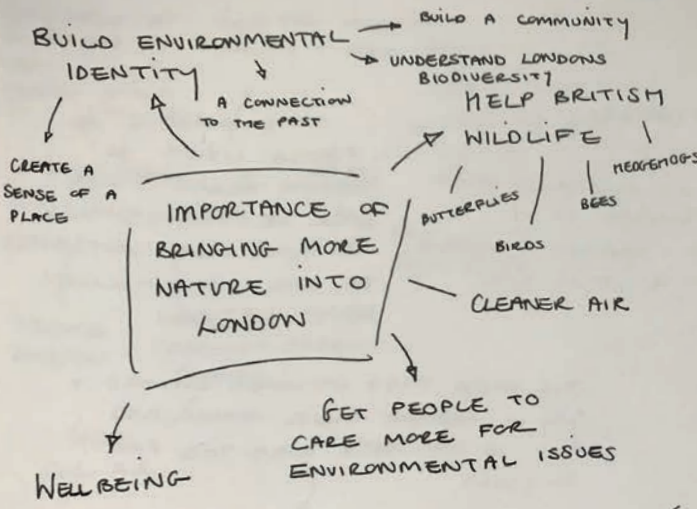 BUILD ENVIRONMENTAL
IDENTITY
BUILD A COMMUNITY
UNDERSTAND LONDONS
BIODIVERSITY
A CONNECTION
TO THE PAST
CREATE A
SENSE OF A
PLACE
HELP BRITISH
WILDLIFE
BUTTERFLIES
BIRDS
BEES
HEDGEHOGS
IMPORTANCE OF
BRINGING MORE
NATURE INTO
LONDON
CLEANER AIR
GET PEOPLE TO
CARE MORE FOR
ENVIRONMENTAL ISSUES
WELLBEING